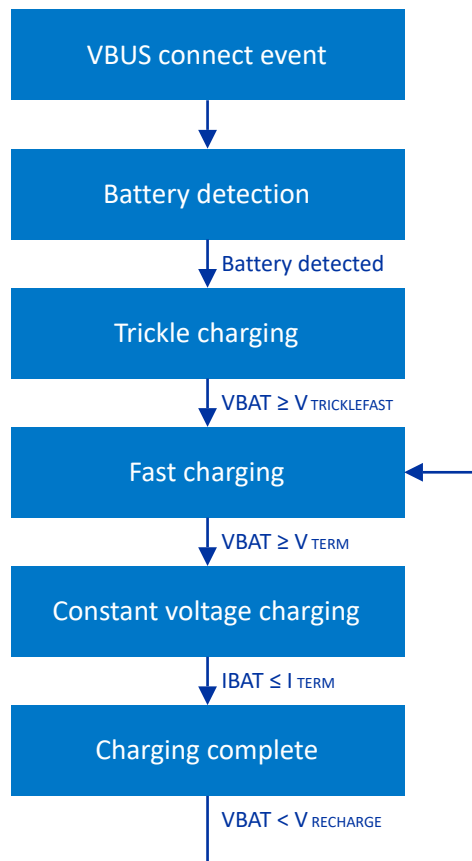 VBUS connect event
Battery detection
Battery detected
Trickle charging
VBAT ≥ V TRICKLEFAST
Fast charging
VBAT ≥ V TERM
Constant voltage charging
IBAT ≤ I TERM
Charging complete
VBAT < V RECHARGE